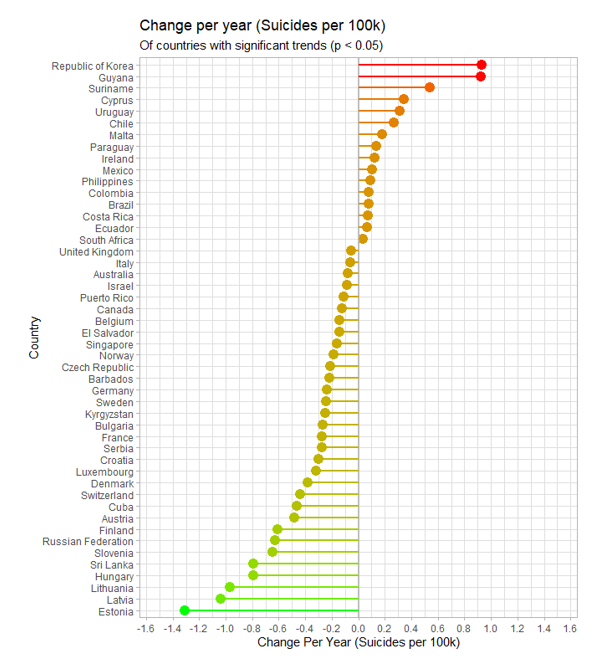 Change per year (Suicides per 100k)
Of countries with significant trends (p < 0.05)
Country
Republic of Korea
Guyana
Suriname
Cyprus
Uruguay
Chile
Malta
Paraguay
Ireland
Mexico
Philippines
Colombia
Brazil
Costa Rica
Ecuador
South Africa
United Kingdom
Italy
Australia
Israel
Puerto Rico
Canada
Belgium
El Salvador
Singapore
Norway
Czech Republic
Barbados
Germany
Sweden
Kyrgyzstan
Bulgaria
France
Serbia
Croatia
Luxembourg
Denmark
Switzerland
Cuba
Austria
Finland
Russian Federation
Slovenia
Sri Lanka
Hungary
Lithuania
Latvia
Estonia
-1.6 -1.4 -1.2 -1.0 -0.8 -0.6 -0.4 -0.2 0.0 0.2 0.4 0.6 0.8 1.0 1.2 1.4 1.6
Change Per Year (Suicides per 100k)